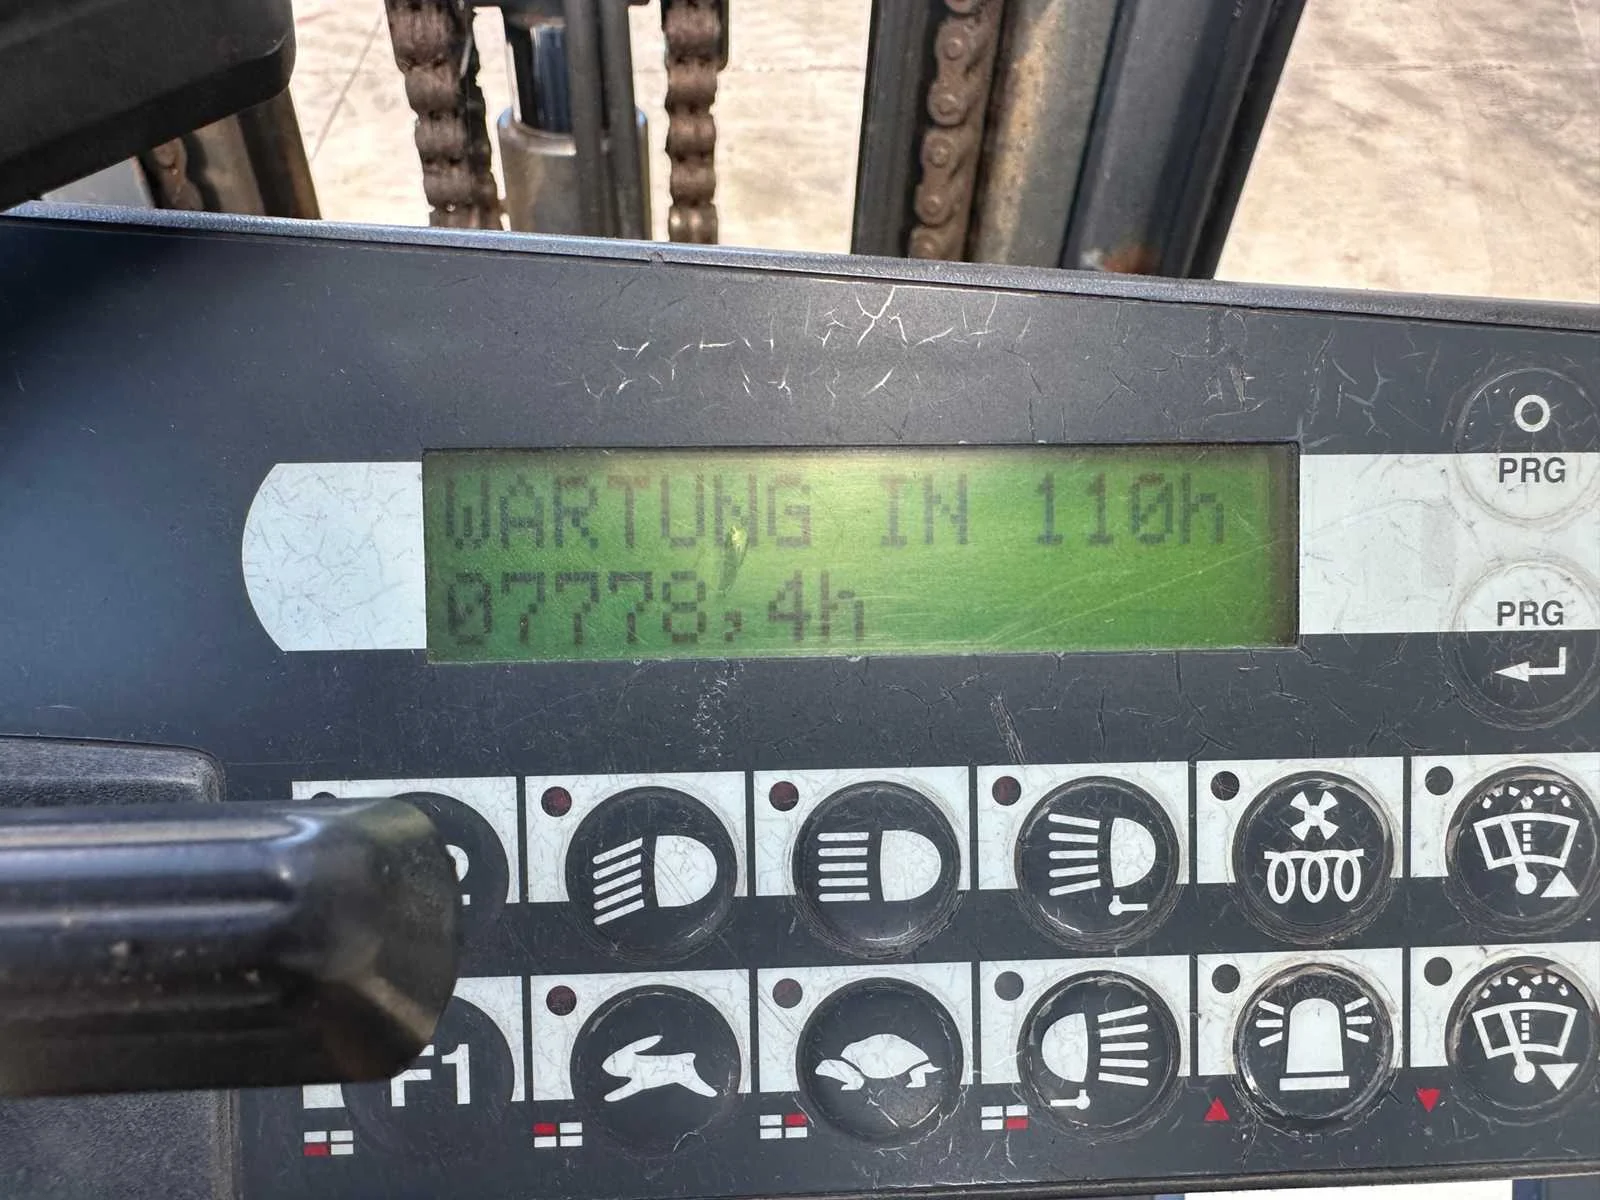 WARTUNG IN 110h
07778,4h
PRG
PRG
F1